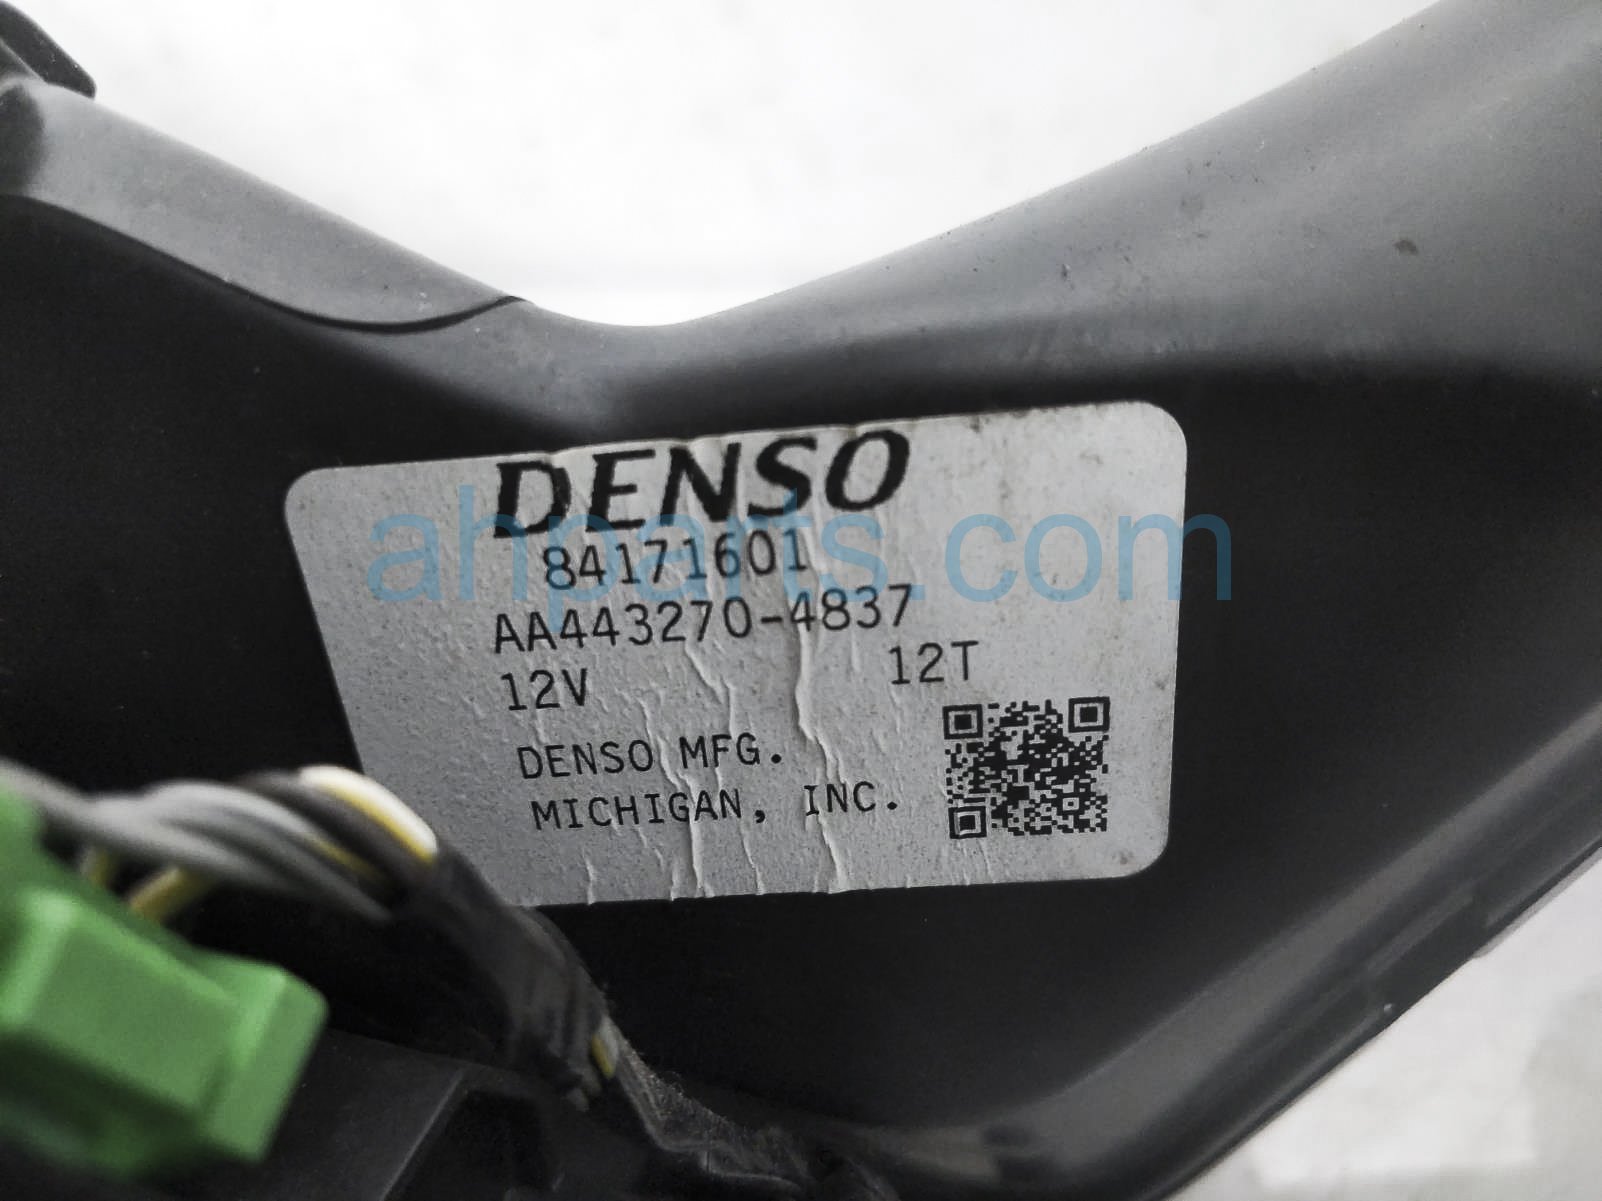 DENSO
ahparts.com
84171601
AA443270-4837
12V 12T
DENSO MFG.
MICHIGAN, INC.